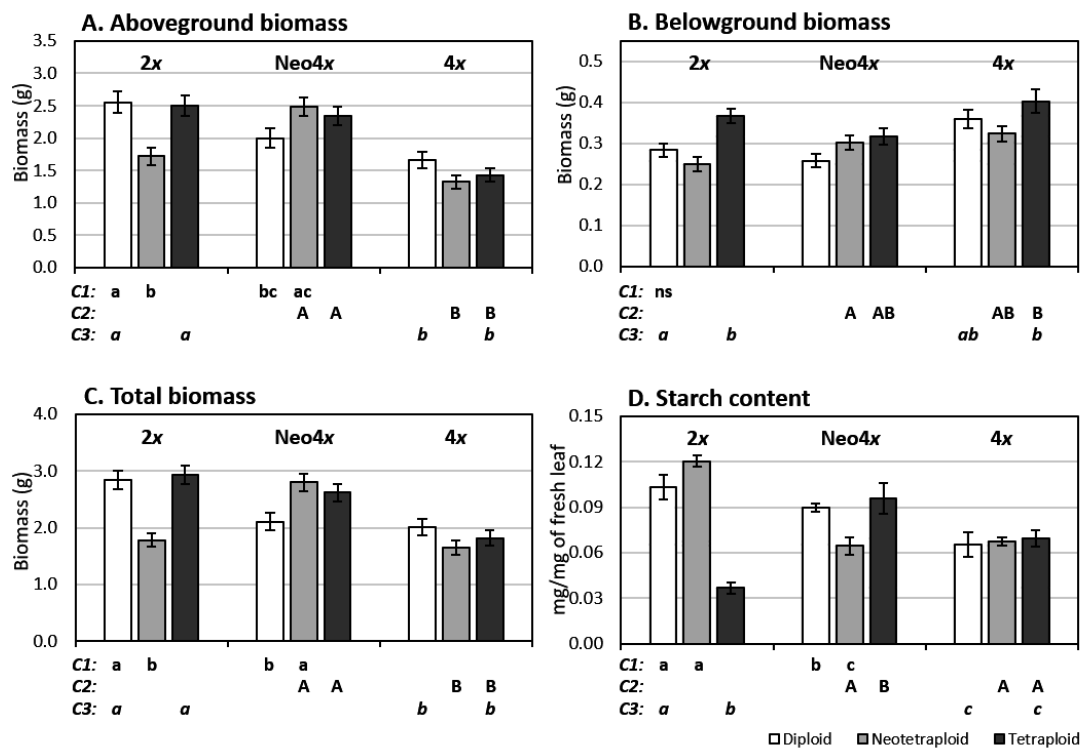 A. Aboveground biomass
Biomass (g)
3.5
3.0
2.5
2.0
1.5
1.0
0.5
0.0
2x Neo4x 4x
C1: a b bc ac
C2: A A B B
C3: a a b b
B. Belowground biomass
Biomass (g)
0.5
0.4
0.3
0.2
0.1
0.0
2x Neo4x 4x
C1: ns
C2: A AB AB B
C3: a b ab b
C. Total biomass
Biomass (g)
4.0
3.0
2.0
1.0
0.0
2x Neo4x 4x
C1: a b b a
C2: A A B B
C3: a a b b
D. Starch content
mg/mg of fresh leaf
0.15
0.12
0.09
0.06
0.03
0.00
2x Neo4x 4x
C1: a a b c
C2: A B A A
C3: a b c c
Diploid Neotetraploid Tetraploid